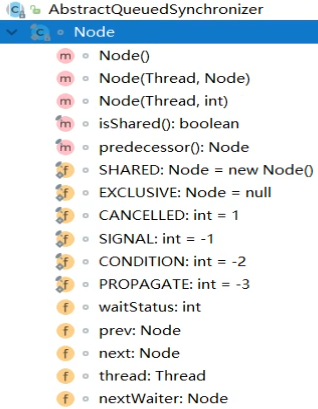 AbstractQueuedSynchronizer
Node
Node()
Node(Thread, Node)
Node(Thread, int)
isShared(): boolean
predecessor(): Node
SHARED: Node = new Node()
EXCLUSIVE: Node = null
CANCELLED: int = 1
SIGNAL: int = -1
CONDITION: int = -2
PROPAGATE: int = -3
waitStatus: int
prev: Node
next: Node
thread: Thread
nextWaiter: Node